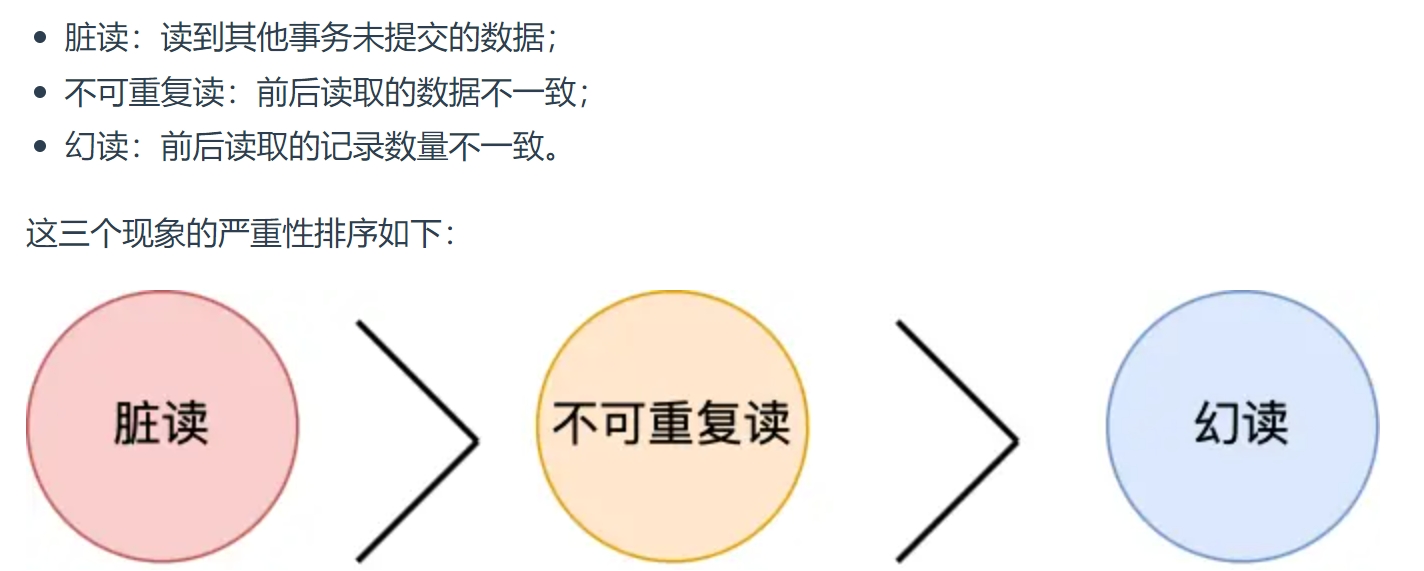 • 脏读：读到其他事务未提交的数据；
• 不可重复读：前后读取的数据不一致；
• 幻读：前后读取的记录数量不一致。
这三个现象的严重性排序如下：
脏读 不可重复读 幻读